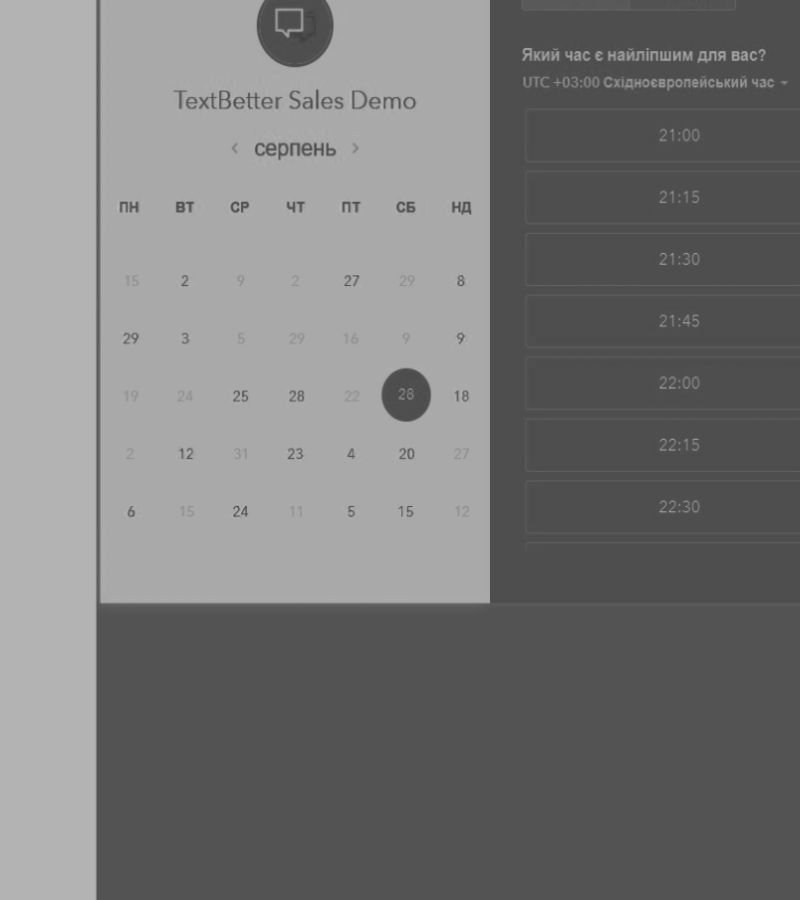 TextBetter Sales Demo
‹ серпень ›
ПН ВТ СР ЧТ ПТ СБ НД
15 2 9 2 27 29 8
29 3 5 29 16 9 9
19 24 25 28 22 28 18
2 12 31 23 4 20 27
6 15 24 11 5 15 12
Який час є найліпшим для вас?
UTC +03:00 Східноєвропейський час
21:00
21:15
21:30
21:45
22:00
22:15
22:30